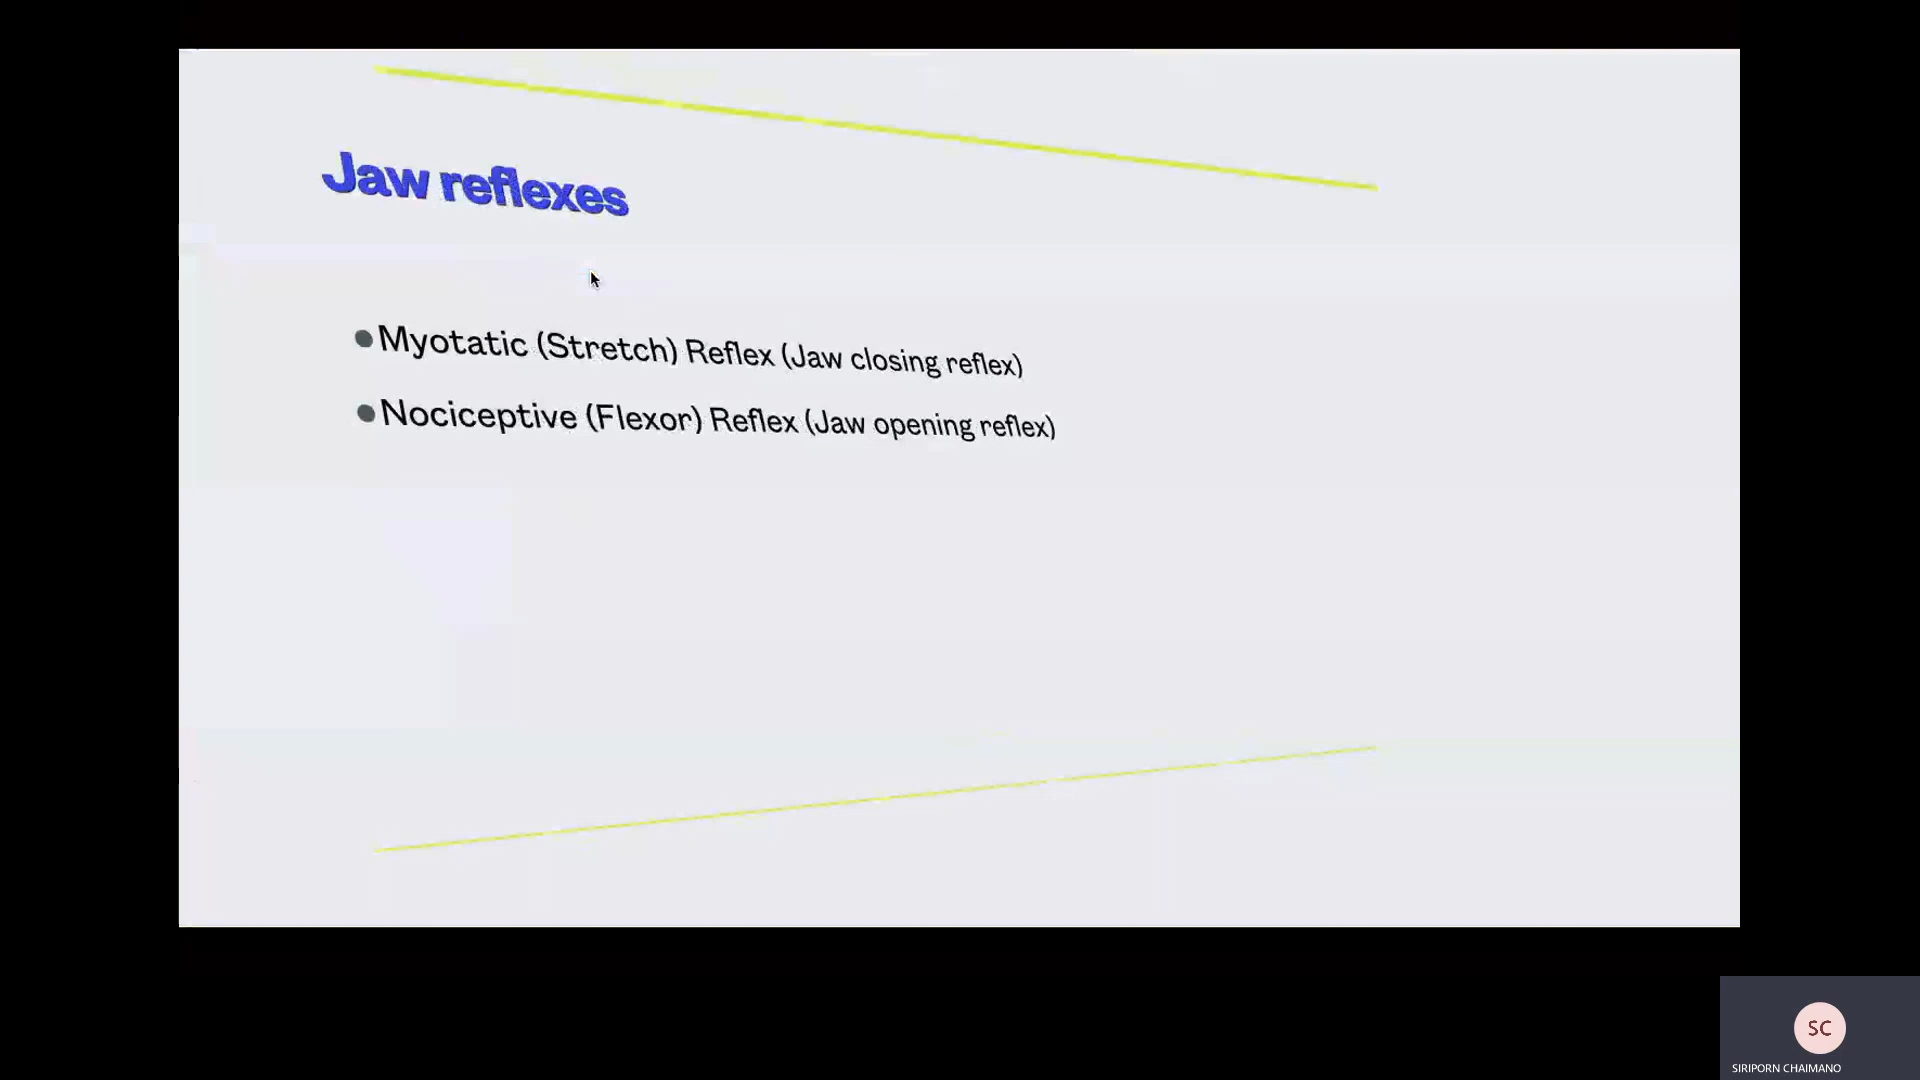 Jaw reflexes
Myotatic (Stretch) Reflex (Jaw closing reflex)
Nociceptive (Flexor) Reflex (Jaw opening reflex)
SC
SIRIPORN CHAIMANO